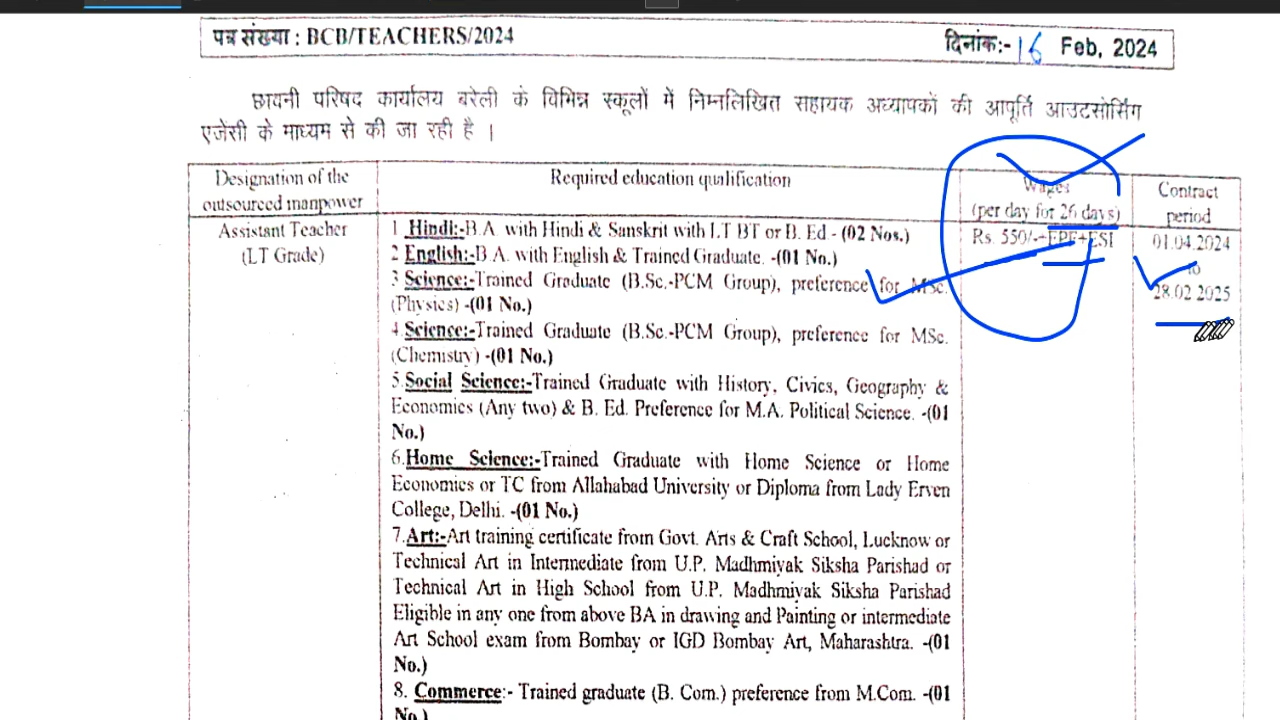 पत्र संख्या : BCB/TEACHERS/2024
दिनांक:- 16 Feb, 2024
छावनी परिषद कार्यालय बरेली के विभिन्न स्कूलों में निम्नलिखित सहायक अध्यापकों की आपूर्ति आउटसोर्सिंग
एजेंसी के माध्यम से की जा रही है ।
Designation of the
outsourced manpower
Required education qualification
Wages
(per day for 26 days)
Contract
period
Assistant Teacher
(LT Grade)
1 Hindi:-B.A. with Hindi & Sanskrit with LT BT or B. Ed - (02 Nos.)
2 English:-B.A. with English & Trained Graduate. -(01 No.)
3 Science:-Trained Graduate (B.Sc.-PCM Group), preference for MSc.
(Physics) -(01 No.)
4.Science:-Trained Graduate (B.Sc.-PCM Group), preference for MSc.
(Chemistry) -(01 No.)
5.Social Science:-Trained Graduate with History, Civics, Geography &
Economics (Any two) & B. Ed. Preference for M.A. Political Science. -(01
No.)
6.Home Science:-Trained Graduate with Home Science or Home
Economics or TC from Allahabad University or Diploma from Lady Erven
College, Delhi. -(01 No.)
7.Art:-Art training certificate from Govt. Arts & Craft School, Lucknow or
Technical Art in Intermediate from U.P. Madhmiyak Siksha Parishad or
Technical Art in High School from U.P. Madhmiyak Siksha Parishad
Eligible in any one from above BA in drawing and Painting or intermediate
Art School exam from Bombay or IGD Bombay Art, Maharashtra. -(01
No.)
8. Commerce:- Trained graduate (B. Com.) preference from M.Com. -(01
No.)
Rs. 550/-+EPF+ESI
01.04.2024
to
28.02.2025